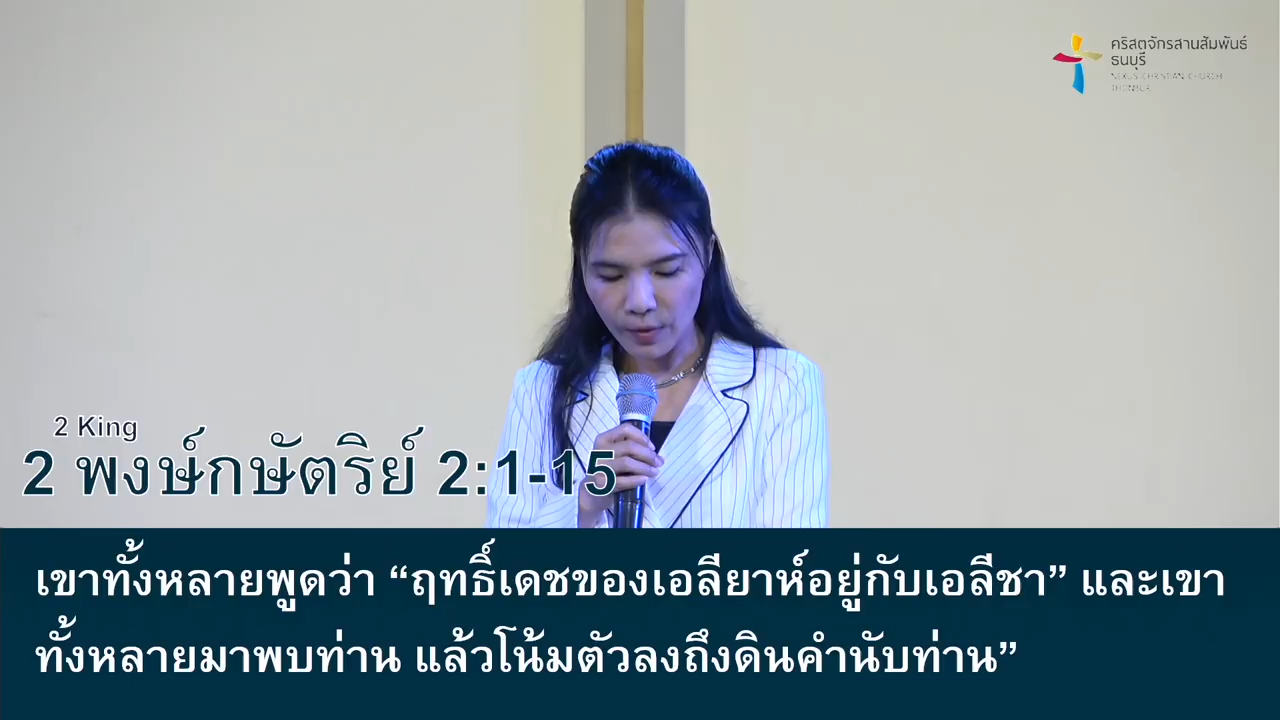 คริสตจักรสานสัมพันธ์
ธนบุรี
NEXUS CHRISTIAN CHURCH
THONBURI
2 King
2 พงษ์กษัตริย์ 2:1-15
เขาทั้งหลายพูดว่า “ฤทธิ์เดชของเอลียาห์อยู่กับเอลีชา” และเขา
ทั้งหลายมาพบท่าน แล้วโน้มตัวลงถึงดินคำนับท่าน”